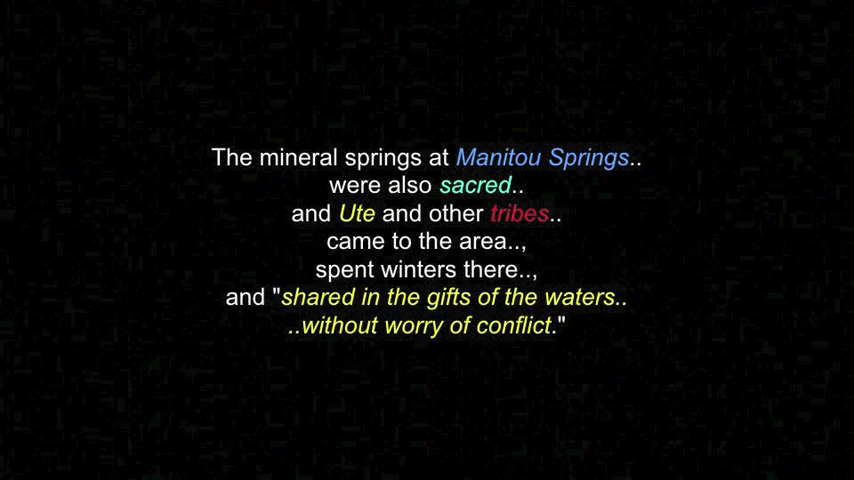 The mineral springs at Manitou Springs..
were also sacred..
and Ute and other tribes..
came to the area..,
spent winters there..,
and "shared in the gifts of the waters..
..without worry of conflict."